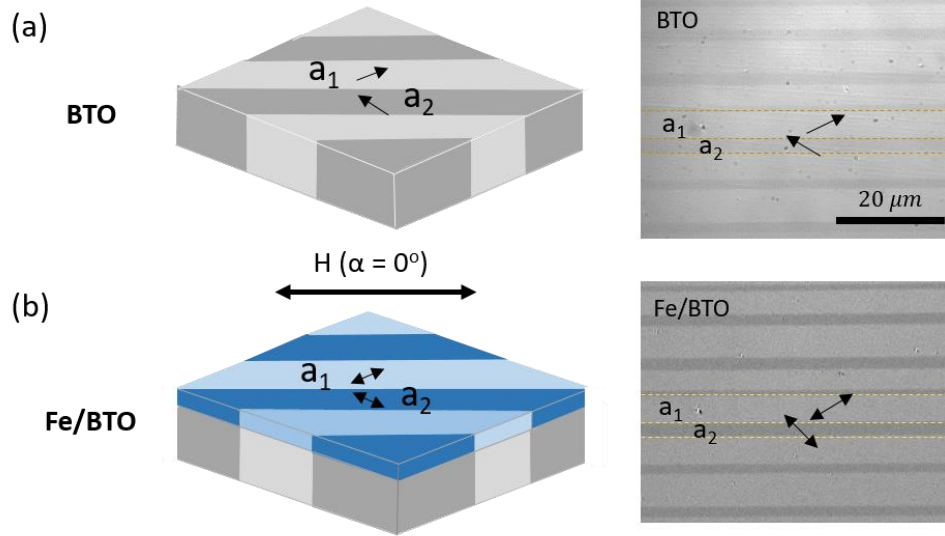 (a)
BTO
a₁
a₂
BTO
a₁
a₂
20 μm
H (α = 0°)
(b)
Fe/BTO
a₁
a₂
Fe/BTO
a₁
a₂